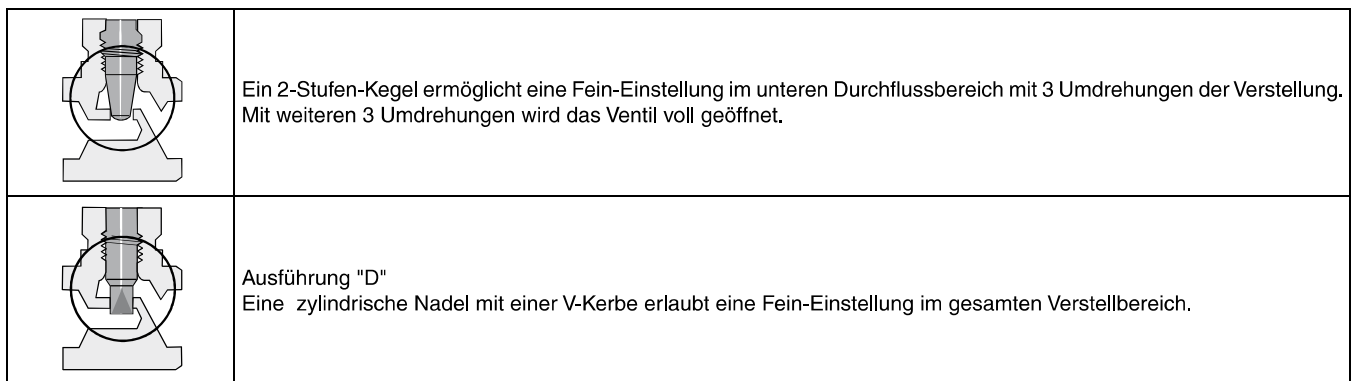 Ein 2-Stufen-Kegel ermöglicht eine Fein-Einstellung im unteren Durchflussbereich mit 3 Umdrehungen der Verstellung.
Mit weiteren 3 Umdrehungen wird das Ventil voll geöffnet.
Ausführung "D"
Eine zylindrische Nadel mit einer V-Kerbe erlaubt eine Fein-Einstellung im gesamten Verstellbereich.